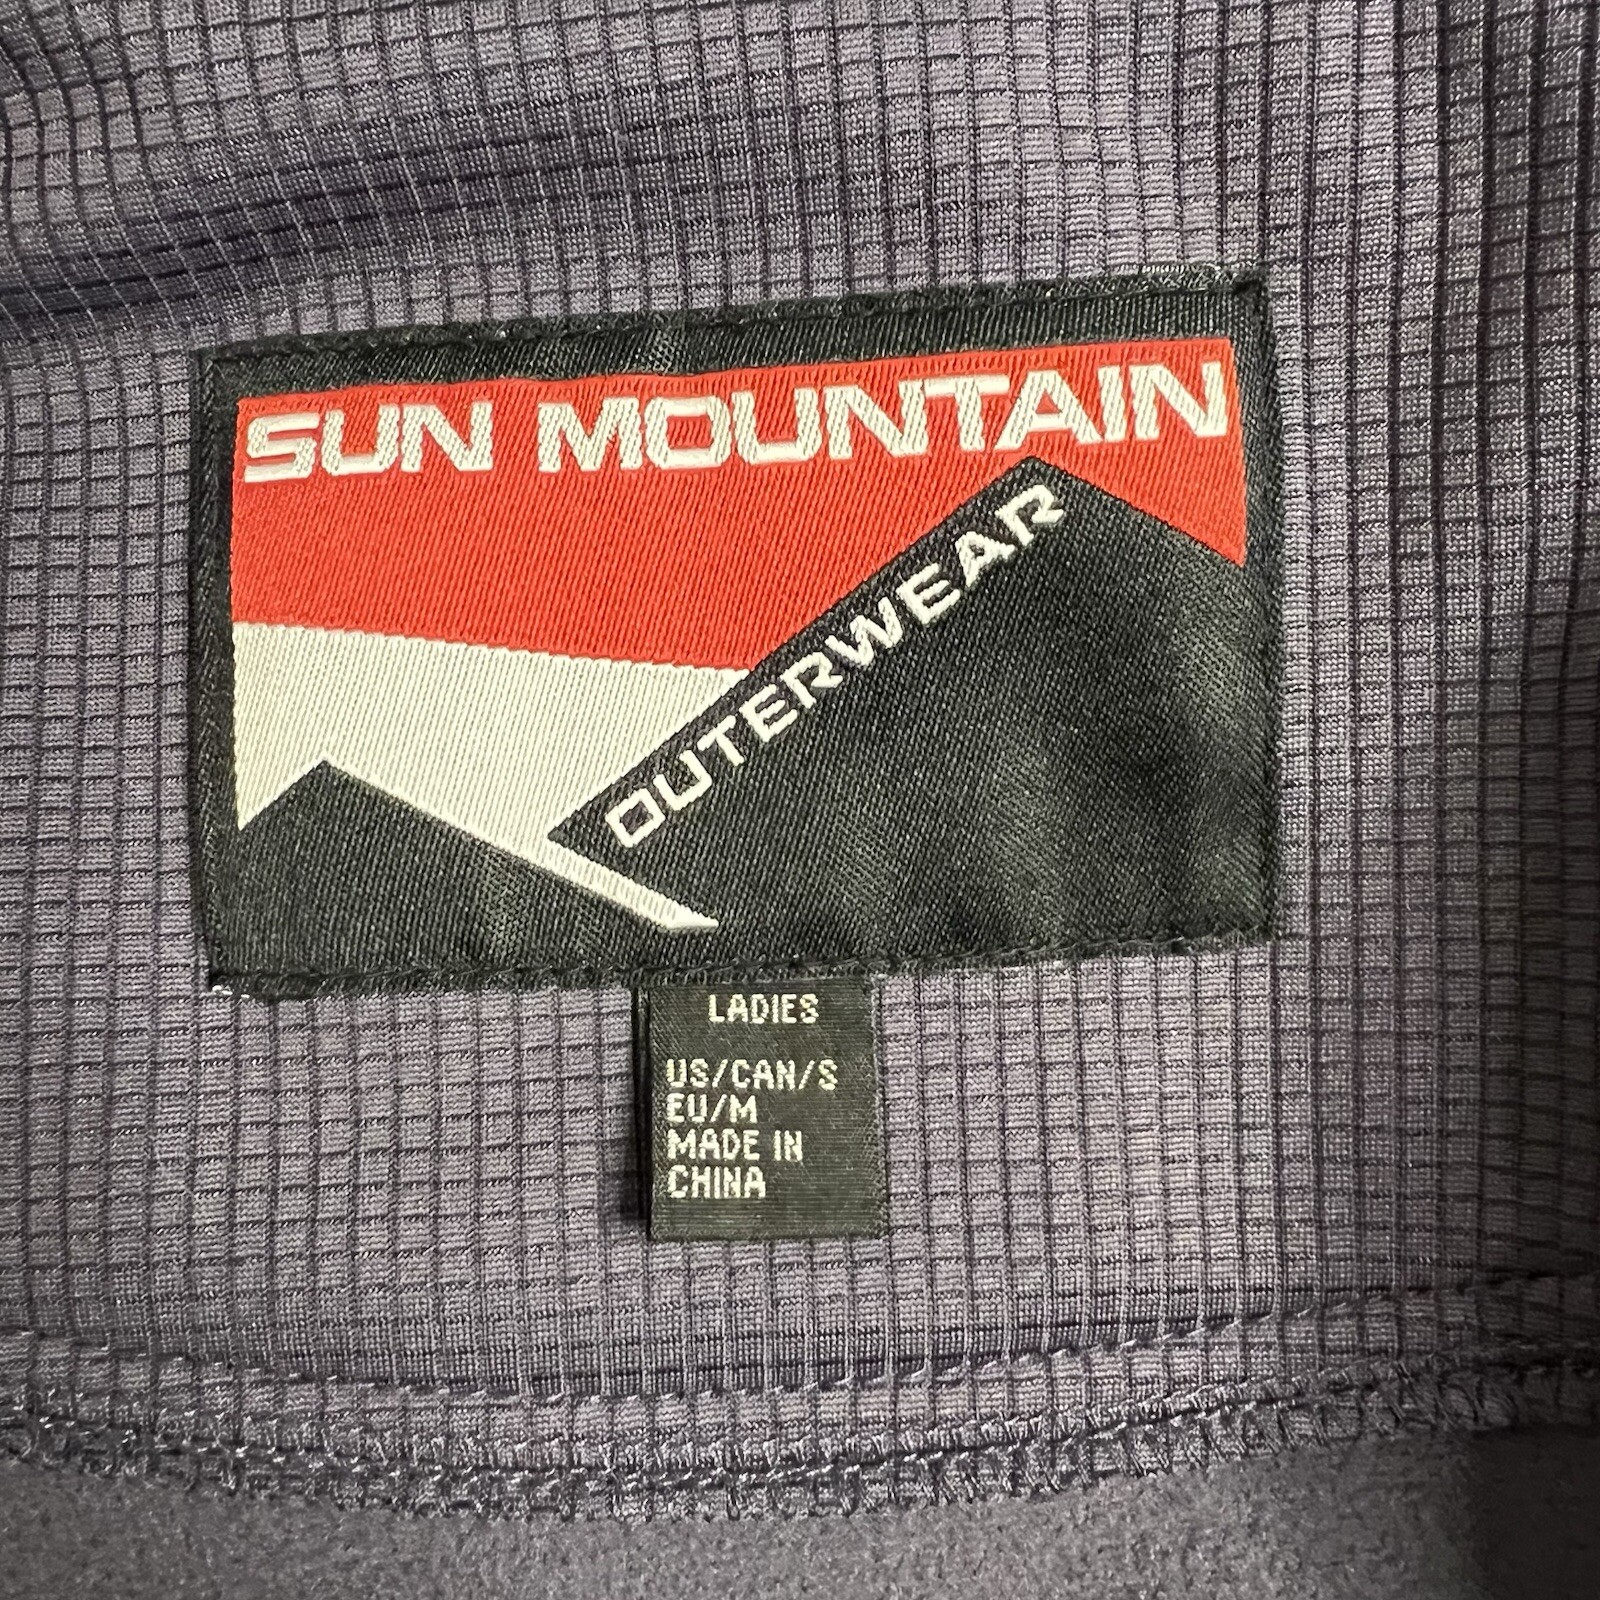 SUN MOUNTAIN
OUTERWEAR
LADIES
US/CAN/S
EU/M
MADE IN
CHINA